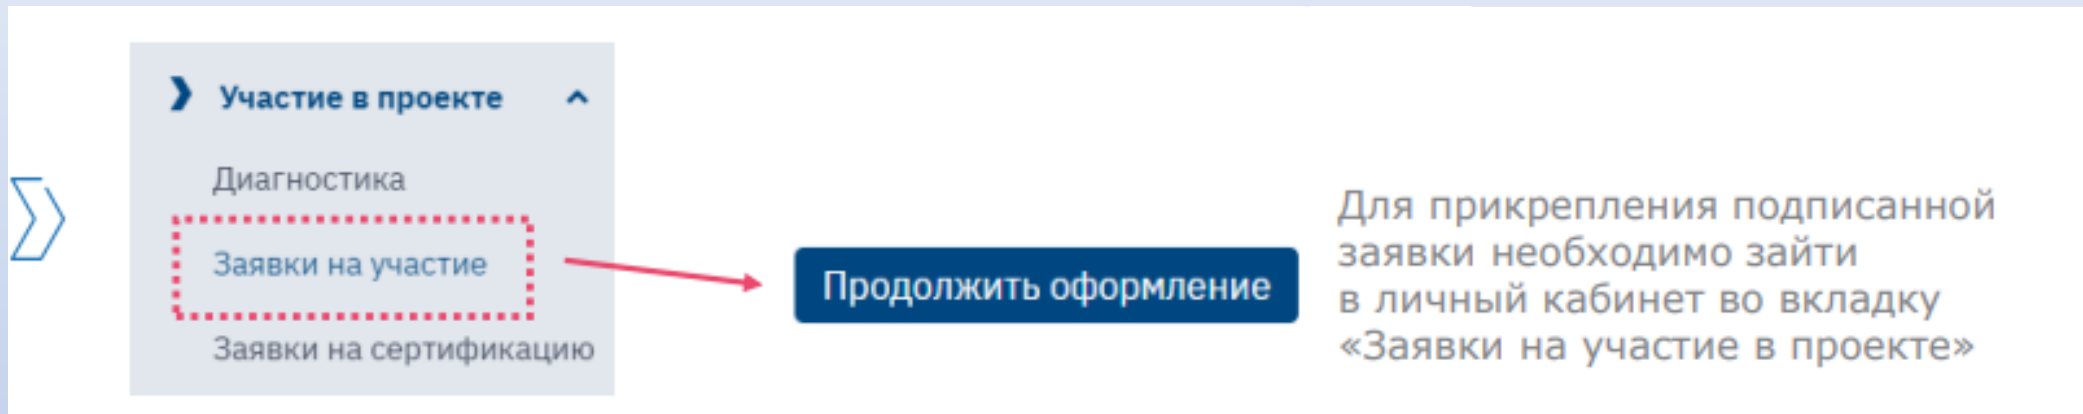 Участие в проекте
Диагностика
Заявки на участие
Заявки на сертификацию
Продолжить оформление
Для прикрепления подписанной
заявки необходимо зайти
в личный кабинет во вкладку
«Заявки на участие в проекте»